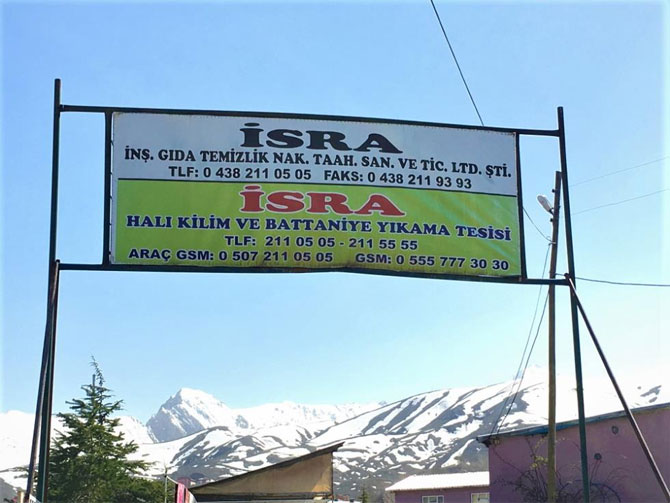 İSRA
İNŞ. GIDA TEMİZLİK NAK. TAAH. SAN. VE TİC. LTD. ŞTİ.
TLF: 0 438 211 05 05 FAKS: 0 438 211 93 93
İSRA
HALI KİLİM VE BATTANİYE YIKAMA TESİSİ
TLF: 211 05 05 - 211 55 55
ARAÇ GSM: 0 507 211 05 05 GSM: 0 555 777 30 30